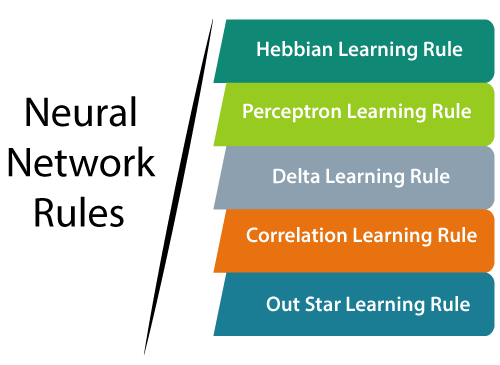 Neural
Network
Rules
Hebbian Learning Rule
Perceptron Learning Rule
Delta Learning Rule
Correlation Learning Rule
Out Star Learning Rule